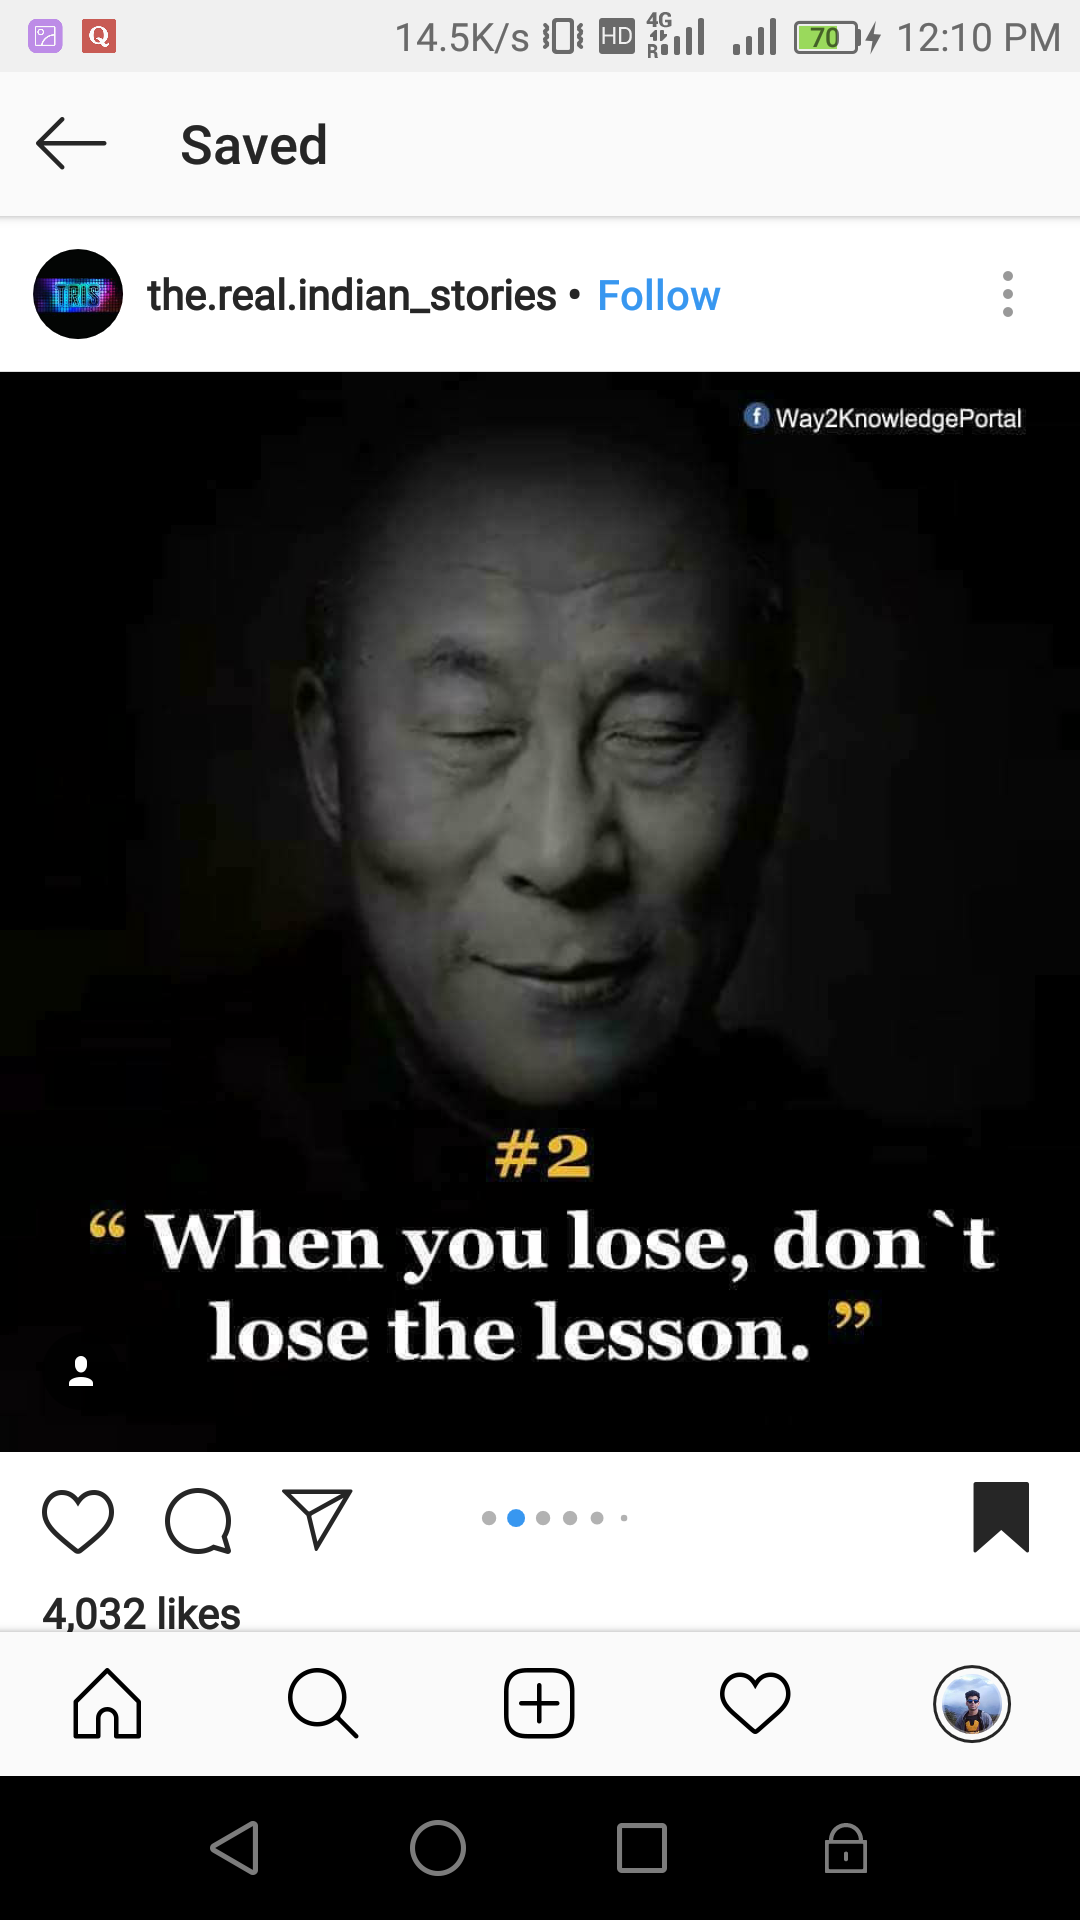 14.5K/s HD 4G R 70 12:10 PM
Saved
TRIS the.real.indian_stories • Follow
f Way2KnowledgePortal
#2
“ When you lose, don`t
lose the lesson. ”
4,032 likes